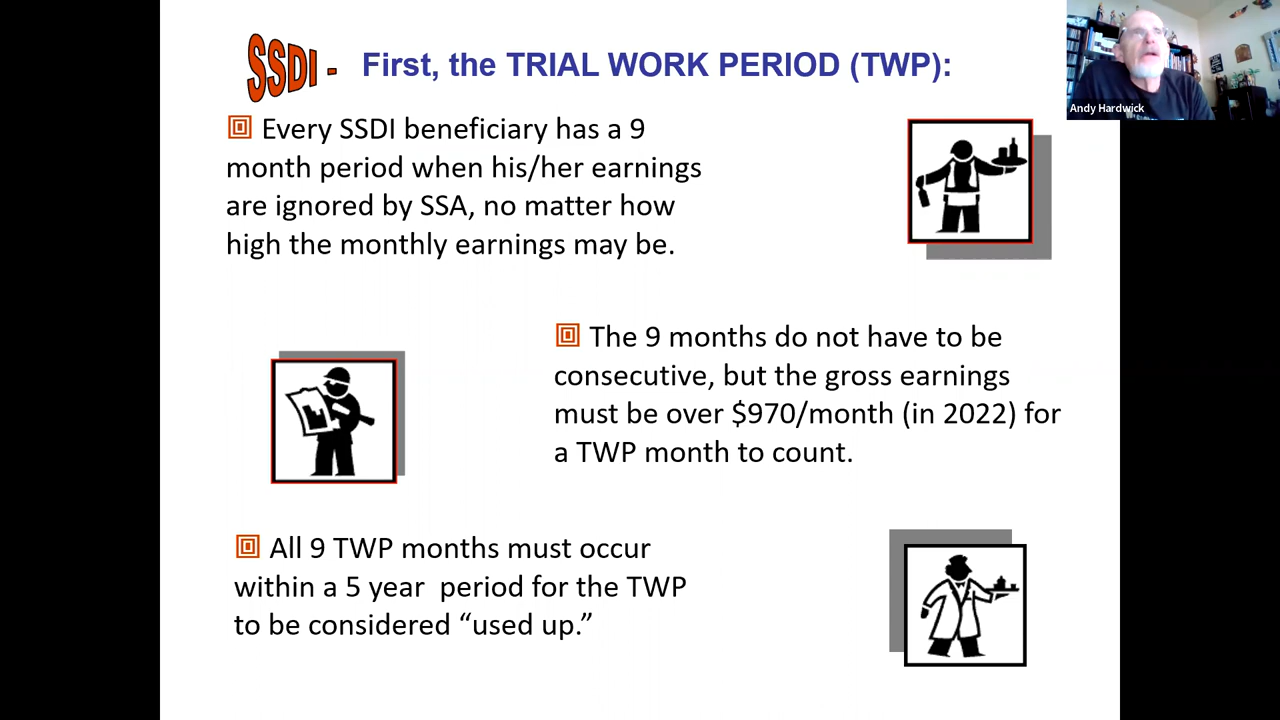 SSDI - First, the TRIAL WORK PERIOD (TWP):
Andy Hardwick
Every SSDI beneficiary has a 9
month period when his/her earnings
are ignored by SSA, no matter how
high the monthly earnings may be.
The 9 months do not have to be
consecutive, but the gross earnings
must be over $970/month (in 2022) for
a TWP month to count.
All 9 TWP months must occur
within a 5 year  period for the TWP
to be considered “used up.”